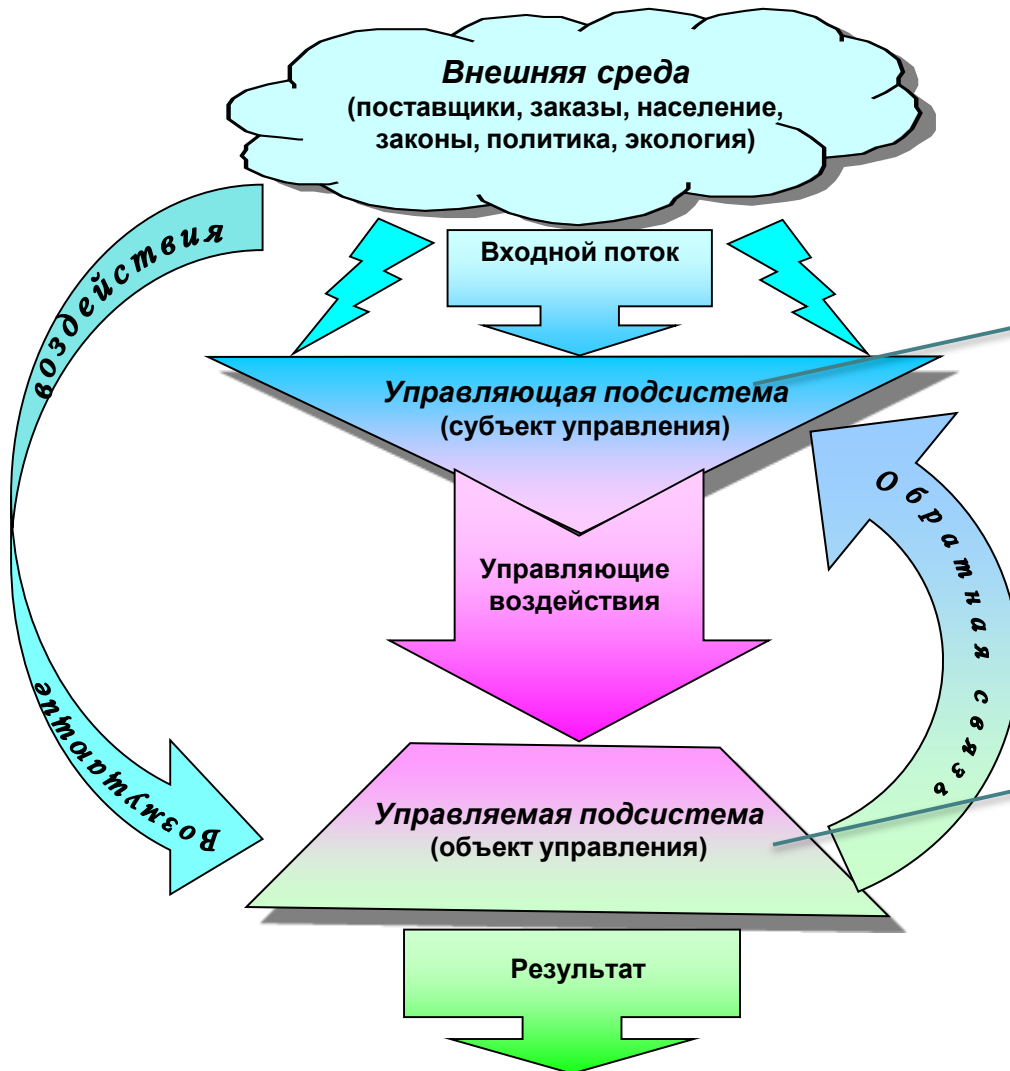 Внешняя среда
(поставщики, заказы, население,
законы, политика, экология)
Входной поток
Возмущающие воздействия
Управляющая подсистема
(субъект управления)
Обратная связь
Управляющие
воздействия
Управляемая подсистема
(объект управления)
Результат